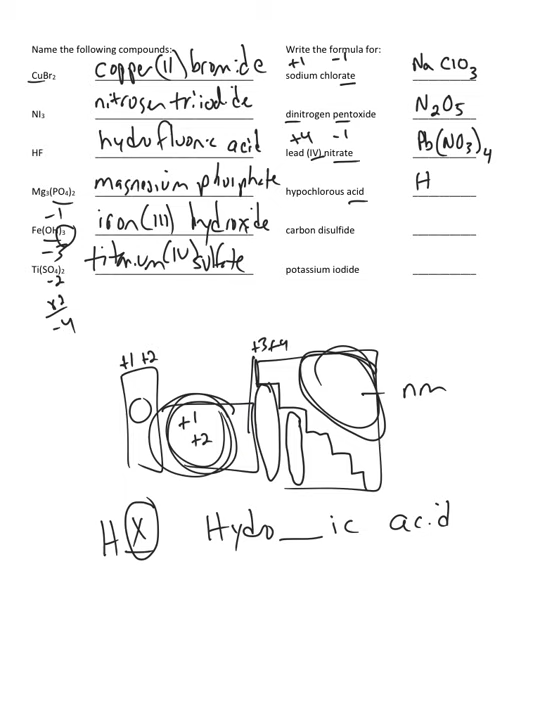 Name the following compounds: Write the formula for:
CuBr₂ copper(II) bromide +1 -1 sodium chlorate Na ClO₃
NI₃ nitrogen triiodide dinitrogen pentoxide N₂O₅
HF hydrofluoric acid +4 -1 lead (IV) nitrate Pb(NO₃)₄
Mg₃(PO₄)₂ magnesium phosphate hypochlorous acid H
-1
Fe(OH)₃ iron(III) hydroxide carbon disulfide
-3
Ti(SO₄)₂ titanium(IV) sulfate potassium iodide
-2
x2
-4
+1 +2 +3 +4
nm
+1
+2
HX Hydro__ic acid